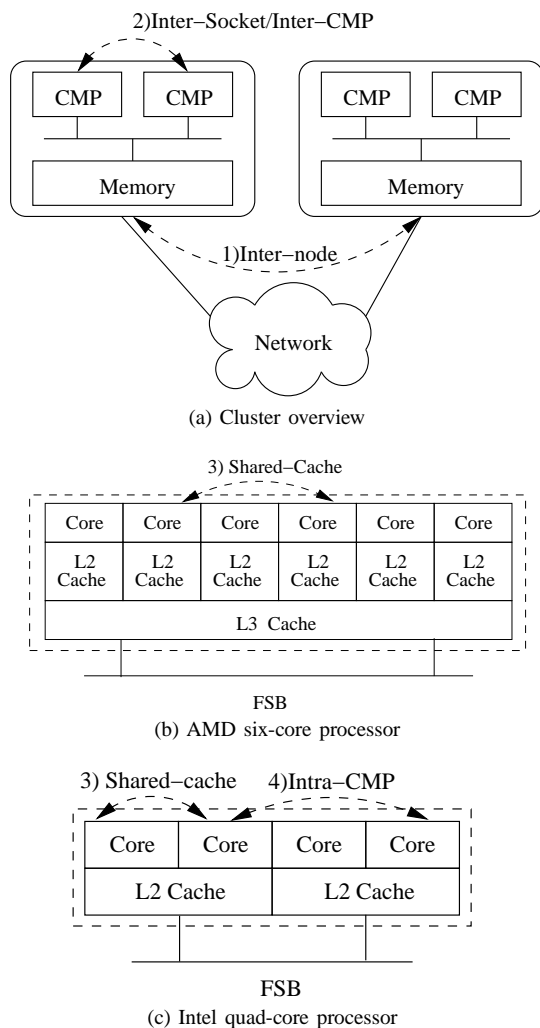 2)Inter−Socket/Inter−CMP
CMP CMP CMP CMP
Memory Memory
1)Inter−node
Network
(a) Cluster overview
3) Shared−Cache
Core Core Core Core Core Core
L2 L2 L2 L2 L2 L2
Cache Cache Cache Cache Cache Cache
L3 Cache
FSB
(b) AMD six-core processor
3) Shared−cache 4)Intra−CMP
Core Core Core Core
L2 Cache L2 Cache
FSB
(c) Intel quad-core processor